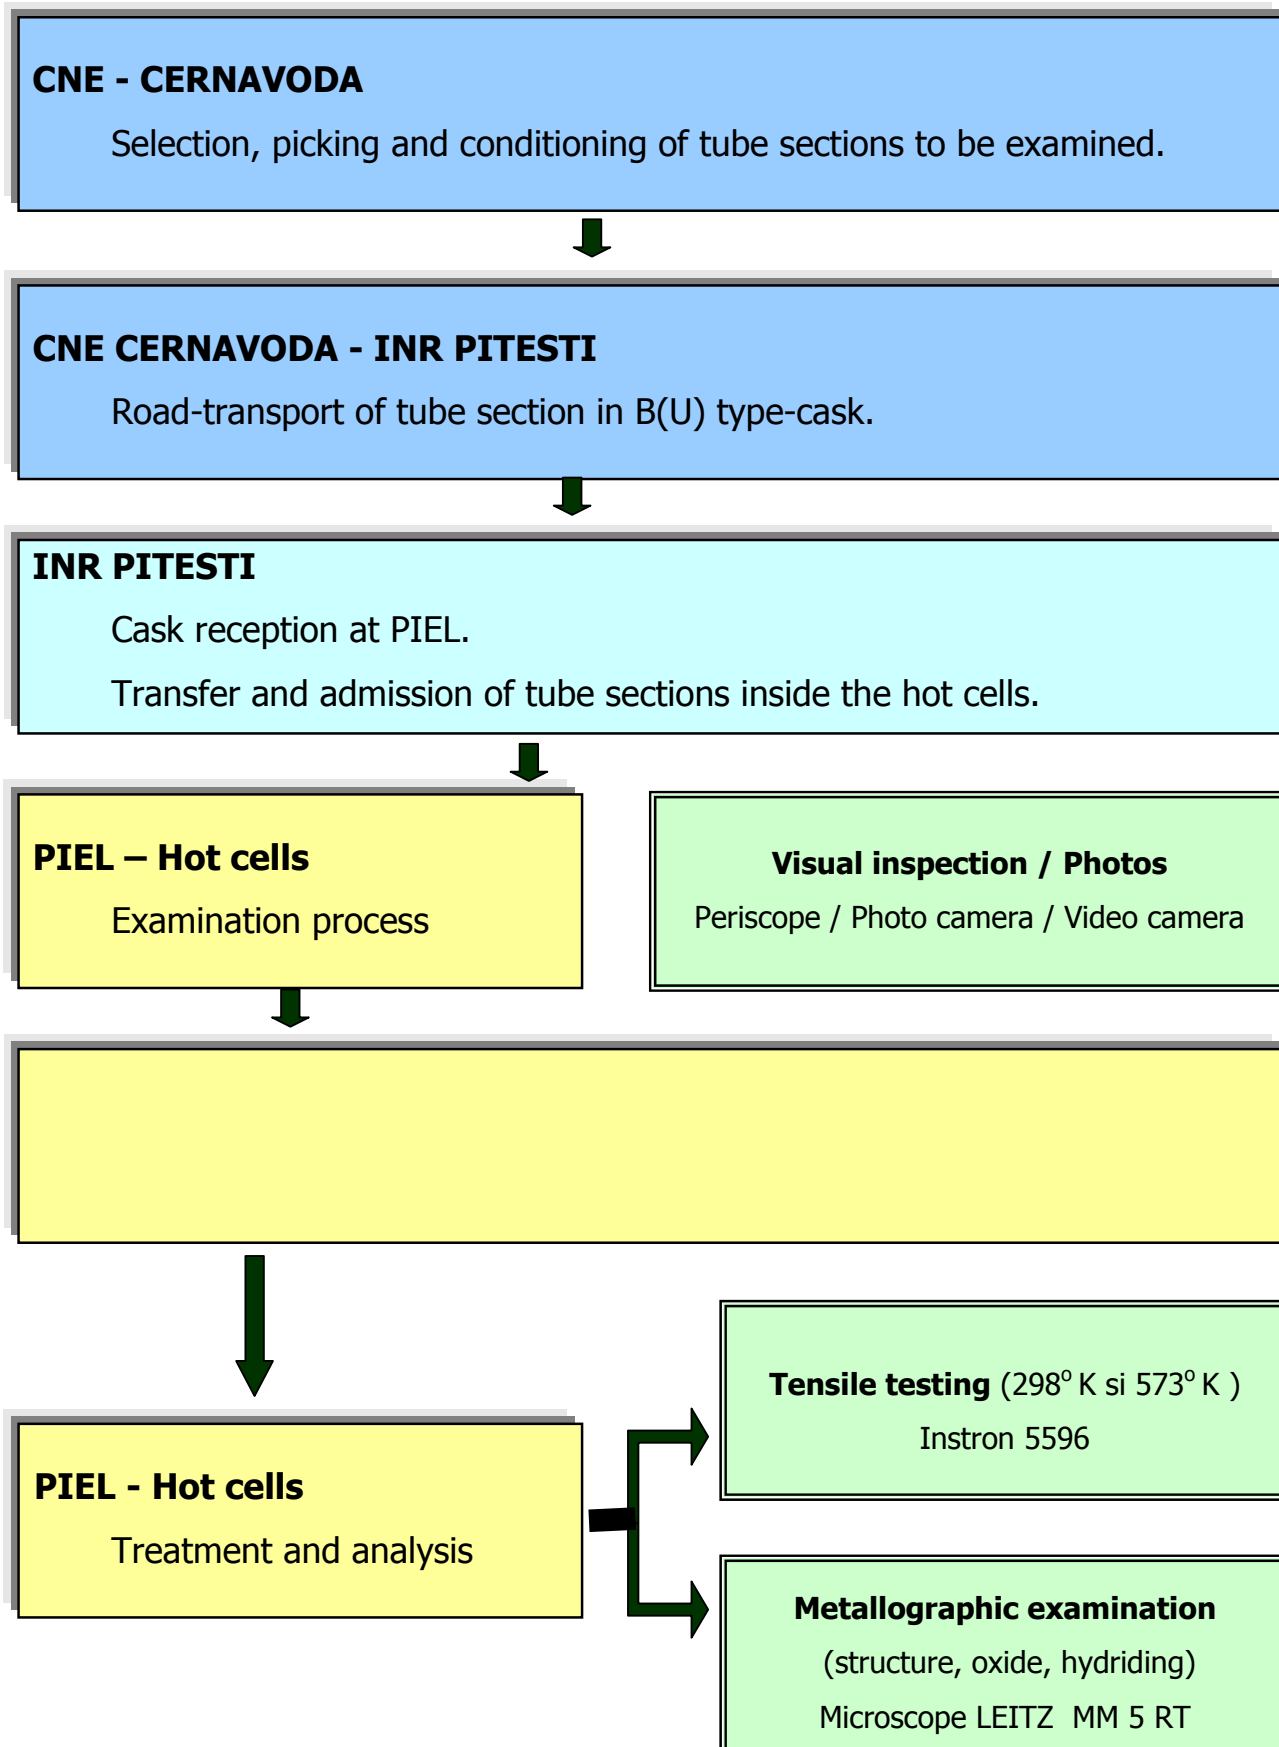 CNE - CERNAVODA
Selection, picking and conditioning of tube sections to be examined.
CNE CERNAVODA - INR PITESTI
Road-transport of tube section in B(U) type-cask.
INR PITESTI
Cask reception at PIEL.
Transfer and admission of tube sections inside the hot cells.
PIEL – Hot cells
Examination process
Visual inspection / Photos
Periscope / Photo camera / Video camera
Tensile testing (298° K si 573° K )
Instron 5596
PIEL - Hot cells
Treatment and analysis
Metallographic examination
(structure, oxide, hydriding)
Microscope LEITZ MM 5 RT